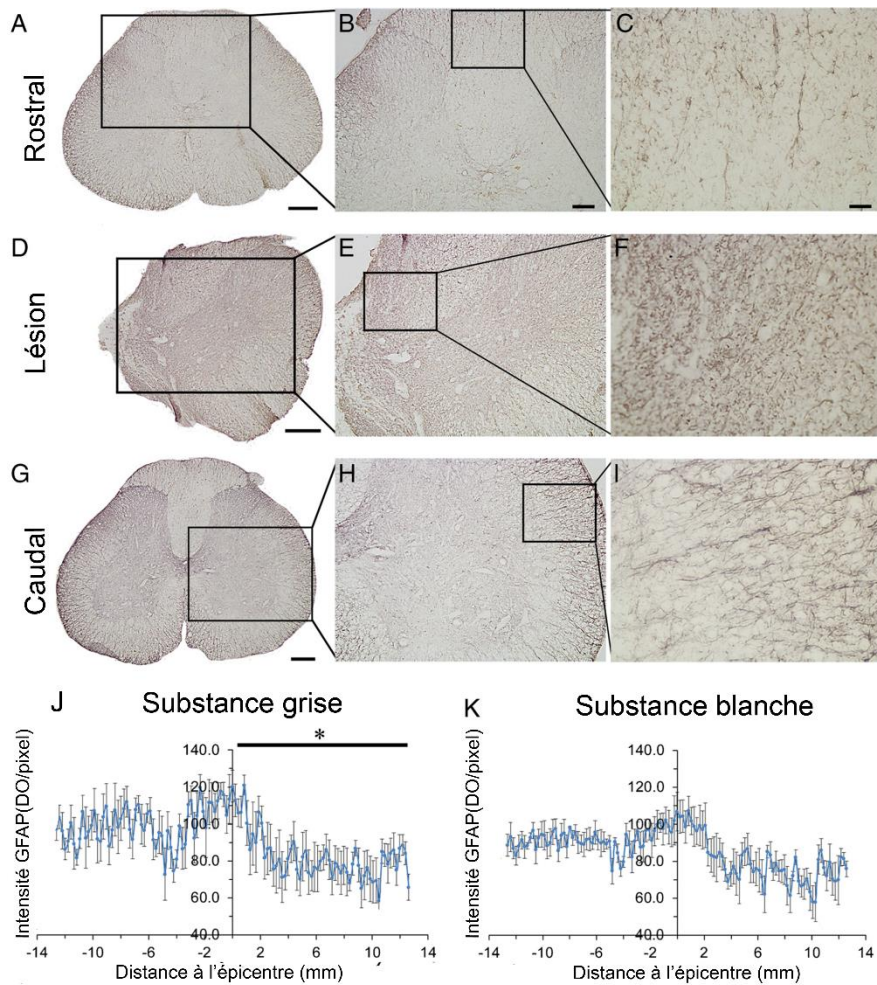 A
B
C
Rostral
D
E
F
Lésion
G
H
I
Caudal
J
Substance grise
*
140.0
120.0
100.0
80.0
60.0
40.0
Intensité GFAP(DO/pixel)
-14 -10 -6 -2 2 6 10 14
Distance à l'épicentre (mm)
K
Substance blanche
140.0
120.0
100.0
80.0
60.0
40.0
Intensité GFAP(DO/pixel)
-14 -10 -6 -2 2 6 10 14
Distance à l'épicentre (mm)